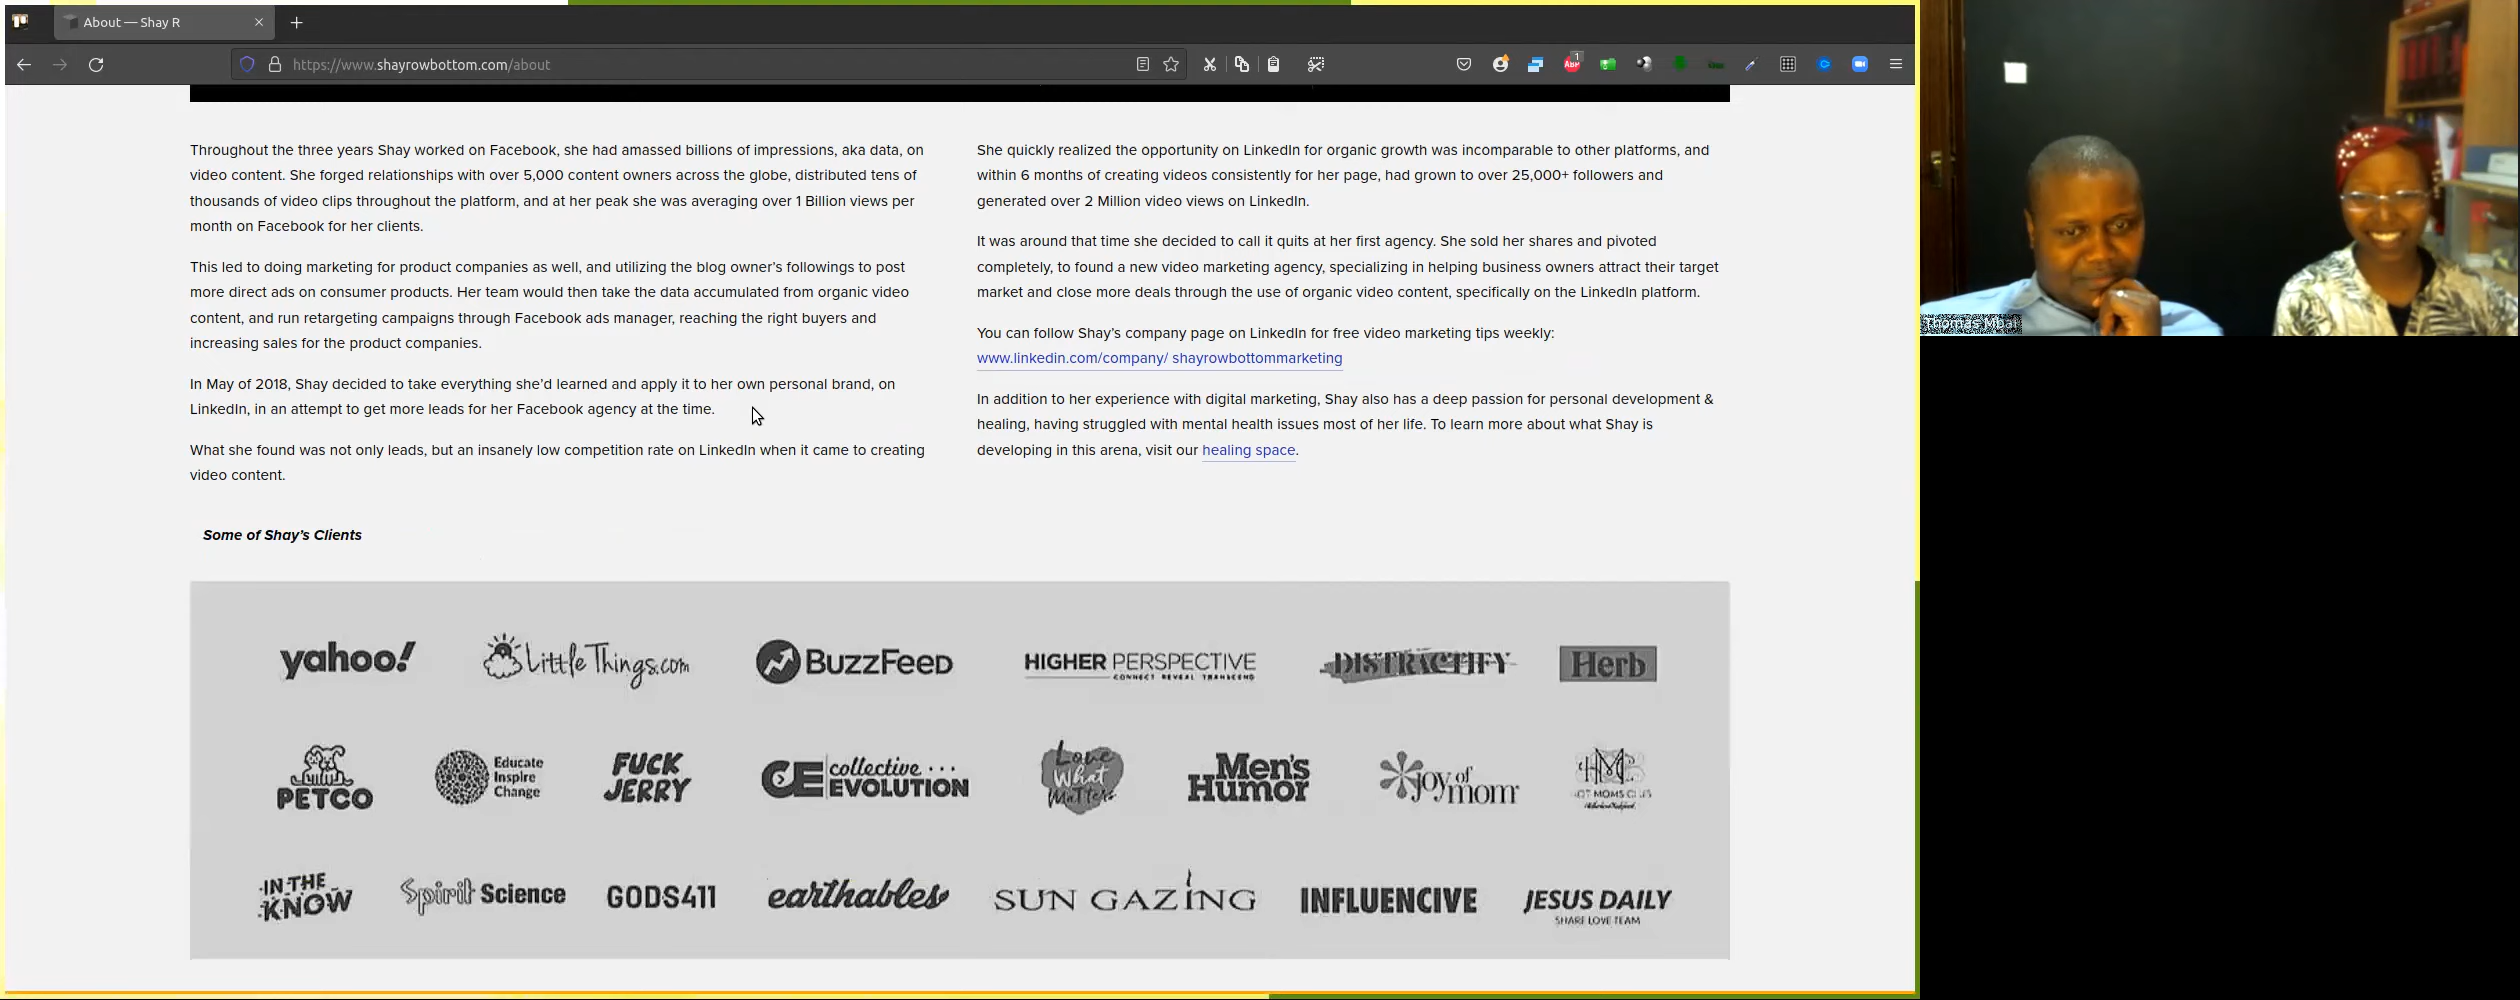 About — Shay R
https://www.shayrowbottom.com/about
ABP
1
Throughout the three years Shay worked on Facebook, she had amassed billions of impressions, aka data, on
video content. She forged relationships with over 5,000 content owners across the globe, distributed tens of
thousands of video clips throughout the platform, and at her peak she was averaging over 1 Billion views per
month on Facebook for her clients.
This led to doing marketing for product companies as well, and utilizing the blog owner’s followings to post
more direct ads on consumer products. Her team would then take the data accumulated from organic video
content, and run retargeting campaigns through Facebook ads manager, reaching the right buyers and
increasing sales for the product companies.
In May of 2018, Shay decided to take everything she’d learned and apply it to her own personal brand, on
LinkedIn, in an attempt to get more leads for her Facebook agency at the time.
What she found was not only leads, but an insanely low competition rate on LinkedIn when it came to creating
video content.
She quickly realized the opportunity on LinkedIn for organic growth was incomparable to other platforms, and
within 6 months of creating videos consistently for her page, had grown to over 25,000+ followers and
generated over 2 Million video views on LinkedIn.
It was around that time she decided to call it quits at her first agency. She sold her shares and pivoted
completely, to found a new video marketing agency, specializing in helping business owners attract their target
market and close more deals through the use of organic video content, specifically on the LinkedIn platform.
You can follow Shay’s company page on LinkedIn for free video marketing tips weekly:
www.linkedin.com/company/ shayrowbottommarketing
In addition to her experience with digital marketing, Shay also has a deep passion for personal development &
healing, having struggled with mental health issues most of her life. To learn more about what Shay is
developing in this arena, visit our healing space.
Some of Shay’s Clients
yahoo!
LittleThings.com
BuzzFeed
HIGHER PERSPECTIVE
CONNECT REVEAL TRANSCEND
DISTRACTIFY
Herb
PETCO
Educate
Inspire
Change
FUCK
JERRY
CE collective
EVOLUTION
Love
What
Matters
Men's
Humor
joy of
mom
IN THE
KNOW
Spirit Science
GODS411
earthables
SUN GAZING
INFLUENCIVE
JESUS DAILY
SHARE LOVE TEAM